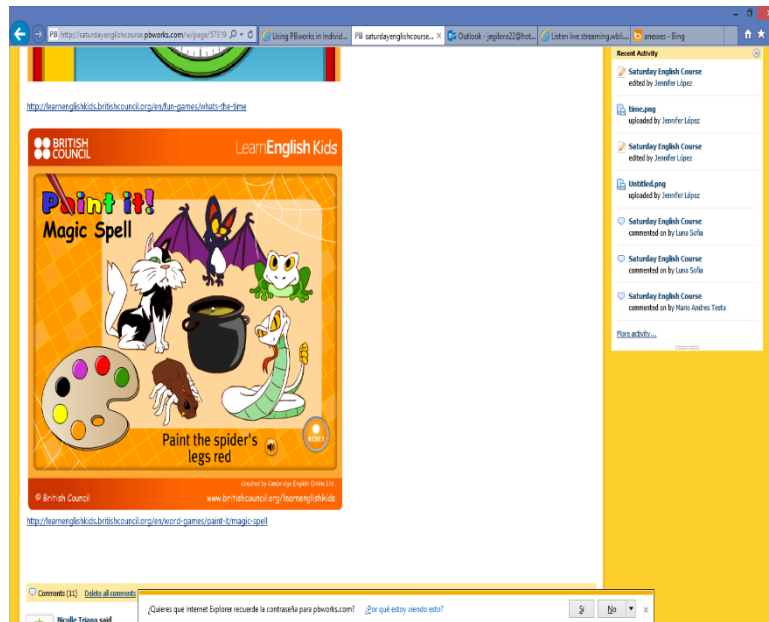 http://saturdayenglishcourse.pbworks.com/w/page/57319
Using PBworks in Individ...
PB saturdayenglishcourse...
Outlook - jepilora22@hot...
Listen live streaming.wbli...
anexxes - Bing
Recent Activity
Saturday English Course
edited by Jennifer López
http://learnenglishkids.britishcouncil.org/en/fun-games/whats-the-time
time.png
uploaded by Jennifer López
BRITISH
COUNCIL
LearnEnglish Kids
Saturday English Course
edited by Jennifer López
Untitled.png
uploaded by Jennifer López
Paint it!
Magic Spell
Saturday English Course
commented on by Luna Sofia
Saturday English Course
commented on by Luna Sofia
Saturday English Course
commented on by Mario Andres Testa
More activity...
Paint the spider's
legs red
RESET
Created by Cambridge English Online Ltd
© British Council
www.britishcouncil.org/learnenglishkids
http://learnenglishkids.britishcouncil.org/en/word-games/paint-it/magic-spell
Comments (11) Delete all comments
¿Quieres que Internet Explorer recuerde la contraseña para pbworks.com? ¿Por qué estoy viendo esto? Sí No
Nicolle Triana said